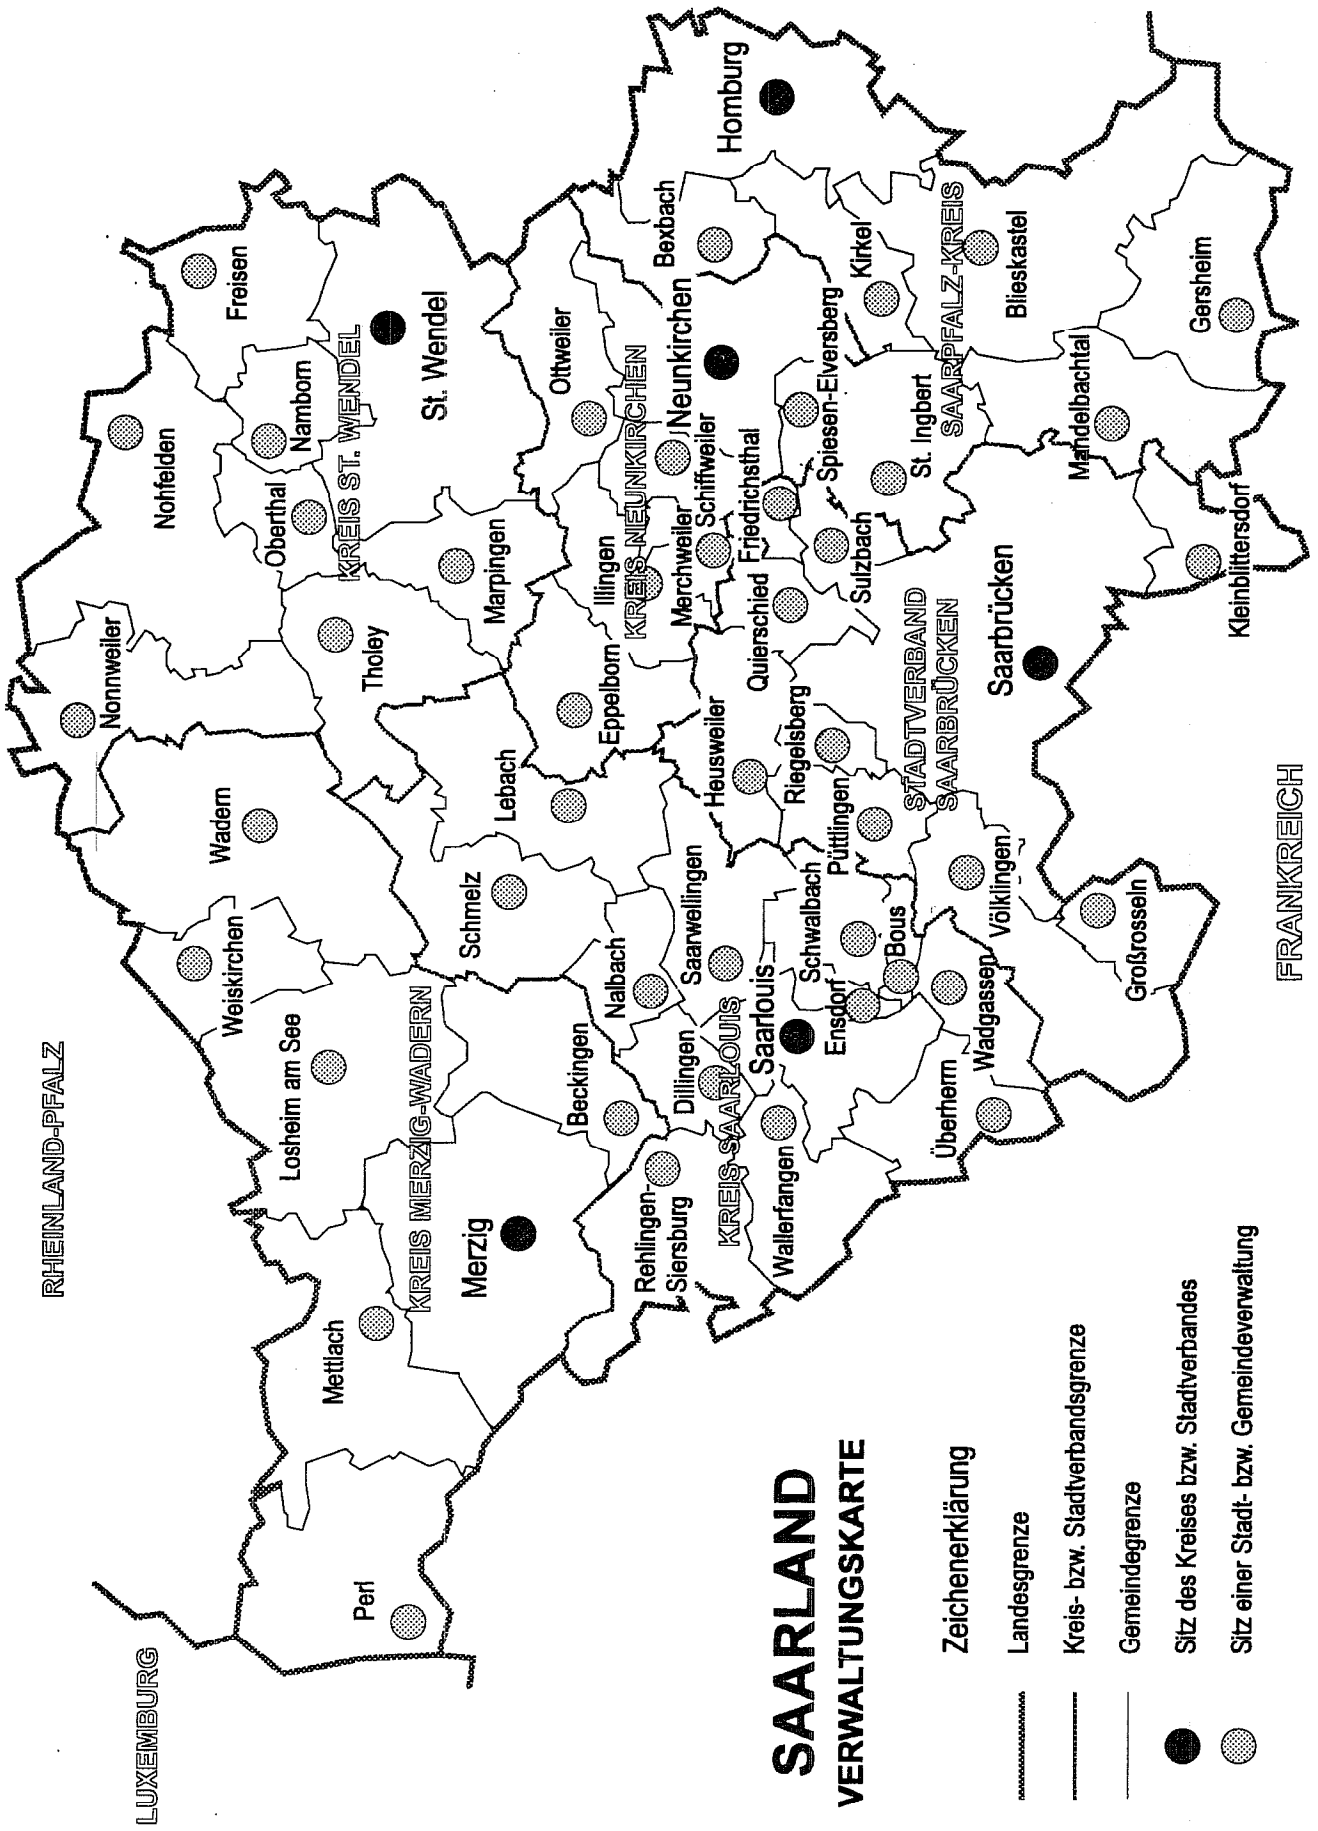 RHEINLAND-PFALZ
LUXEMBURG
FRANKREICH
Nonnweiler
Nohfelden
Freisen
Wadern
Weiskirchen
Oberthal
Namborn
KREIS ST. WENDEL
St. Wendel
Losheim am See
Tholey
Marpingen
Mettlach
KREIS MERZIG-WADERN
Merzig
Perl
Schmelz
Lebach
Eppelborn
Illingen
Ottweiler
KREIS NEUNKIRCHEN
Neunkirchen
Bexbach
Homburg
Beckingen
Nalbach
Merchweiler
Schiffweiler
Rehlingen-
Siersburg
Dillingen
Saarwellingen
Heusweiler
Quierschied
Friedrichsthal
Spiesen-Elversberg
Kirkel
KREIS SAARLOUIS
Saarlouis
Wallerfangen
Ensdorf
Schwalbach
Bous
Püttlingen
Riegelsberg
Sulzbach
St. Ingbert
SAARPFALZ-KREIS
Blieskastel
STADTVERBAND
SAARBRÜCKEN
Saarbrücken
Überherrn
Wadgassen
Völklingen
Großrosseln
Mandelbachtal
Gersheim
Kleinblittersdorf
SAARLAND
VERWALTUNGSKARTE
Zeichenerklärung
Landesgrenze
Kreis- bzw. Stadtverbandsgrenze
Gemeindegrenze
Sitz des Kreises bzw. Stadtverbandes
Sitz einer Stadt- bzw. Gemeindeverwaltung